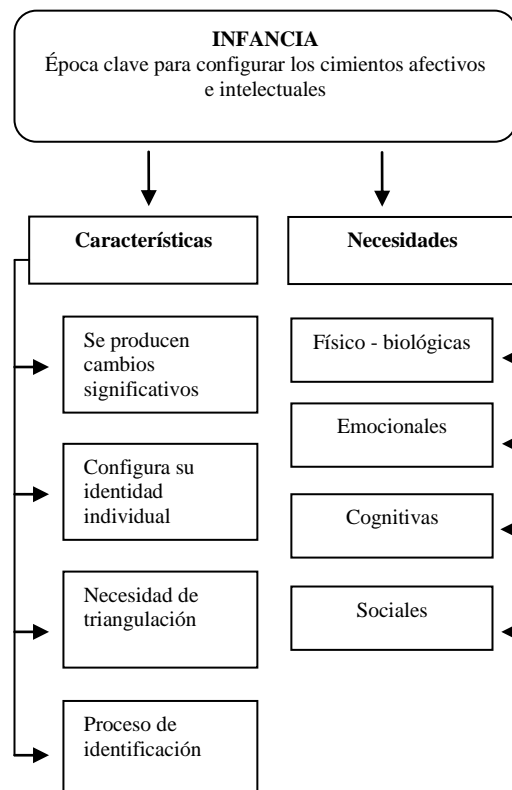 INFANCIA
Época clave para configurar los cimientos afectivos
e intelectuales
Características
Necesidades
Se producen
cambios
significativos
Configura su
identidad
individual
Necesidad de
triangulación
Proceso de
identificación
Físico - biológicas
Emocionales
Cognitivas
Sociales